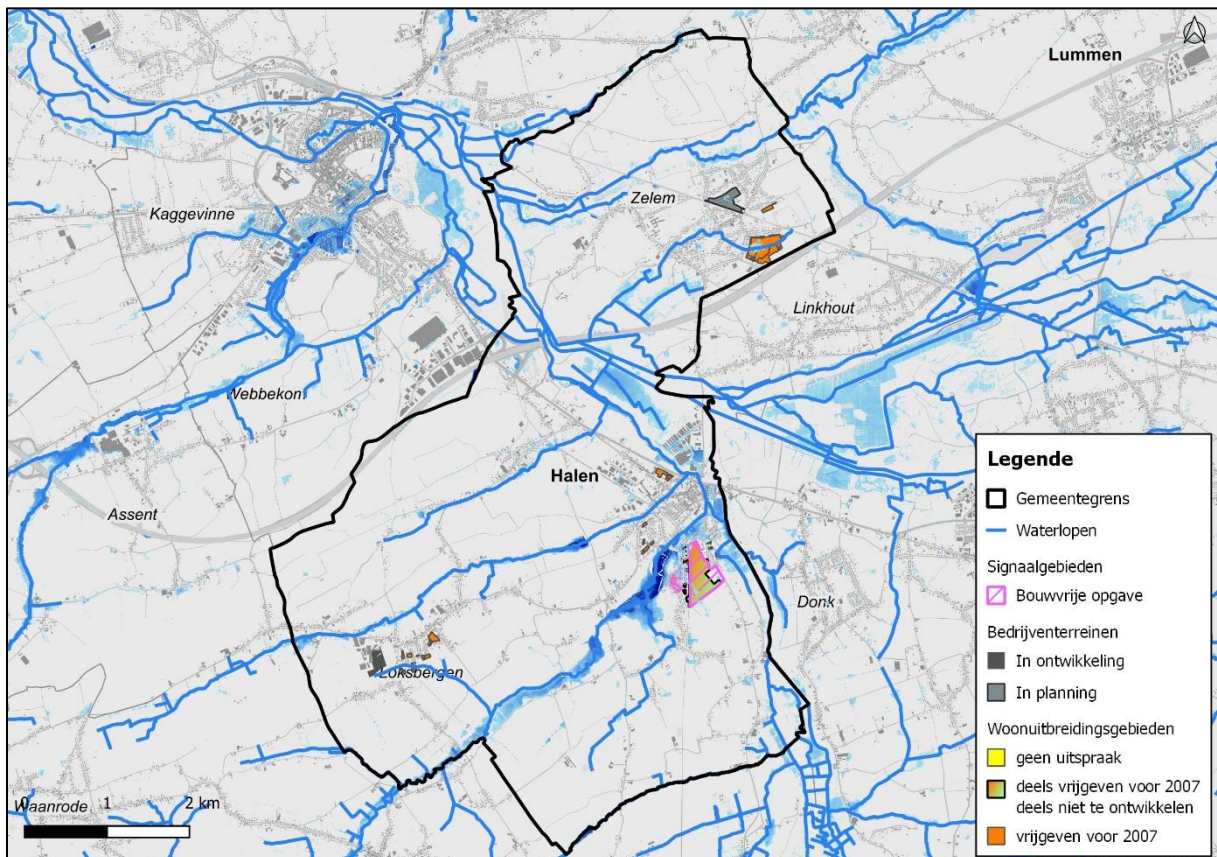 Lummen
Kaggevinne
Zelem
Linkhout
Webbekom
Halen
Assent
Donk
Loksbergen
Waanrode
0 1 2 km
Legende
Gemeentegrens
Waterlopen
Signaalgebieden
Bouwvrije opgave
Bedrijventerreinen
In ontwikkeling
In planning
Woonuitbreidingsgebieden
geen uitspraak
deels vrijgeven voor 2007
deels niet te ontwikkelen
vrijgeven voor 2007